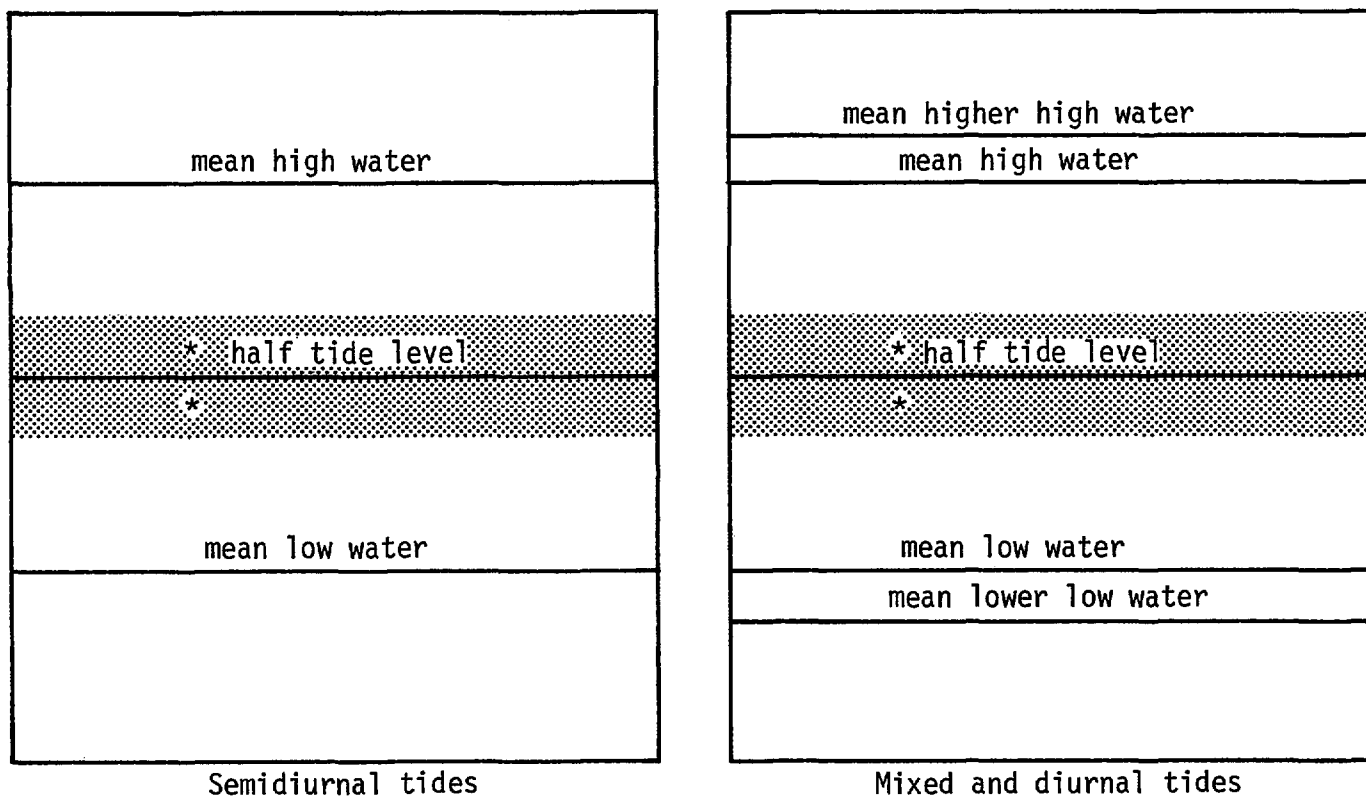 mean high water
* half tide level
*
mean low water
Semidiurnal tides
mean higher high water
mean high water
* half tide level
*
mean low water
mean lower low water
Mixed and diurnal tides